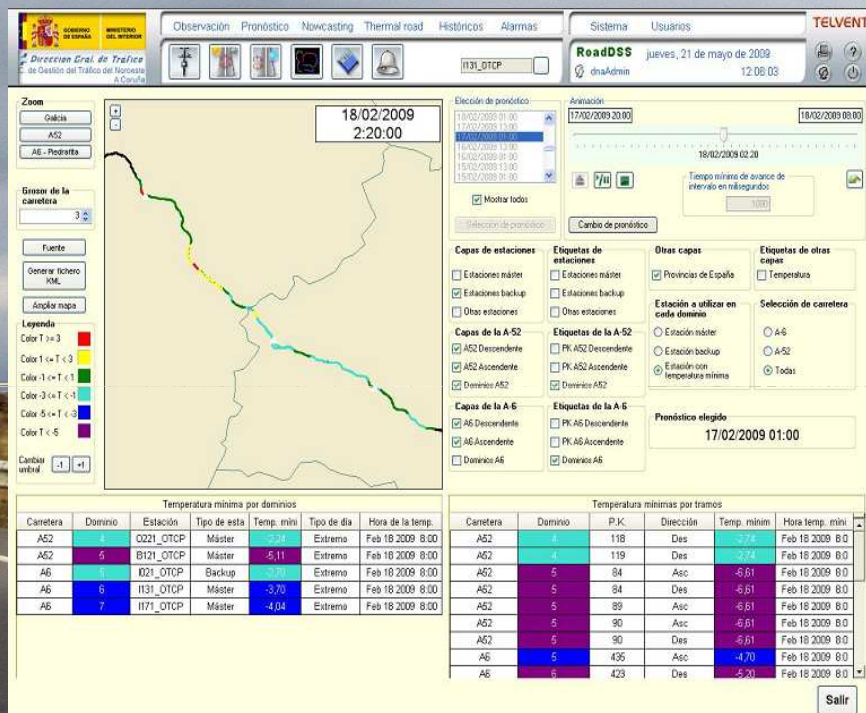 GOBIERNO DE ESPAÑA
MINISTERIO DEL INTERIOR
Dirección Gral. de Tráfico
C. de Gestión del Tráfico del Noroeste
A Coruña
Observación Pronóstico Nowcasting Thermal road Históricos Alarmas
Sistema Usuarios
TELVENT
I131_OTCP
RoadDSS jueves, 21 de mayo de 2009
dnaAdmin 12:08:03
Zoom
Galicia
A52
A6 - Piedrafita
Grosor de la carretera
3
Fuente
Generar fichero KML
Ampliar mapa
Leyenda
Color T >= 3
Color 1 <= T < 3
Color -1 <= T < 1
Color -3 <= T < -1
Color -5 <= T < -3
Color T < -5
Cambiar umbral -1 +1
+
-
18/02/2009
2:20:00
Elección de pronóstico
18/02/2009 01:00
17/02/2009 13:00
17/02/2009 01:00
16/02/2009 13:00
16/02/2009 01:00
15/02/2009 13:00
15/02/2009 01:00
Mostrar todos
Selección de pronóstico
Animación
17/02/2009 20:00
18/02/2009 08:00
18/02/2009 02:20
Tiempo mínimo de avance de intervalo en milisegundos
1000
Cambio de pronóstico
Capas de estaciones
Estaciones máster
Estaciones backup
Otras estaciones
Etiquetas de estaciones
Estaciones máster
Estaciones backup
Otras estaciones
Otras capas
Provincias de España
Etiquetas de otras capas
Temperatura
Capas de la A-52
A52 Descendente
A52 Ascendente
Dominios A52
Etiquetas de la A-52
PK A52 Descendente
PK A52 Ascendente
Dominios A52
Estación a utilizar en cada dominio
Estación máster
Estación backup
Estación con temperatura mínima
Selección de carretera
A-6
A-52
Todas
Capas de la A-6
A6 Descendente
A6 Ascendente
Dominios A6
Etiquetas de la A-6
PK A6 Descendente
PK A6 Ascendente
Dominios A6
Pronóstico elegido
17/02/2009 01:00
Temperatura mínima por dominios
Carretera Dominio Estación Tipo de esta Temp. míni Tipo de día Hora de la temp.
A52 4 O221_OTCP Máster -2,24 Extremo Feb 18 2009 8:00
A52 5 B121_OTCP Máster -5,11 Extremo Feb 18 2009 8:00
A6 5 I021_OTCP Backup -2,70 Extremo Feb 18 2009 8:00
A6 6 I131_OTCP Máster -3,70 Extremo Feb 18 2009 8:00
A6 7 I171_OTCP Máster -4,04 Extremo Feb 18 2009 8:00
Temperatura mínimas por tramos
Carretera Dominio P.K. Dirección Temp. mínim Hora temp. míni
A52 4 118 Des -2,74 Feb 18 2009 8:0
A52 4 119 Des -2,74 Feb 18 2009 8:0
A52 5 84 Asc -6,61 Feb 18 2009 8:0
A52 5 84 Des -6,61 Feb 18 2009 8:0
A52 5 89 Asc -6,61 Feb 18 2009 8:0
A52 5 90 Asc -6,61 Feb 18 2009 8:0
A52 5 90 Des -6,61 Feb 18 2009 8:0
A6 5 435 Asc -4,70 Feb 18 2009 8:0
A6 6 423 Des -5,20 Feb 18 2009 8:0
Salir